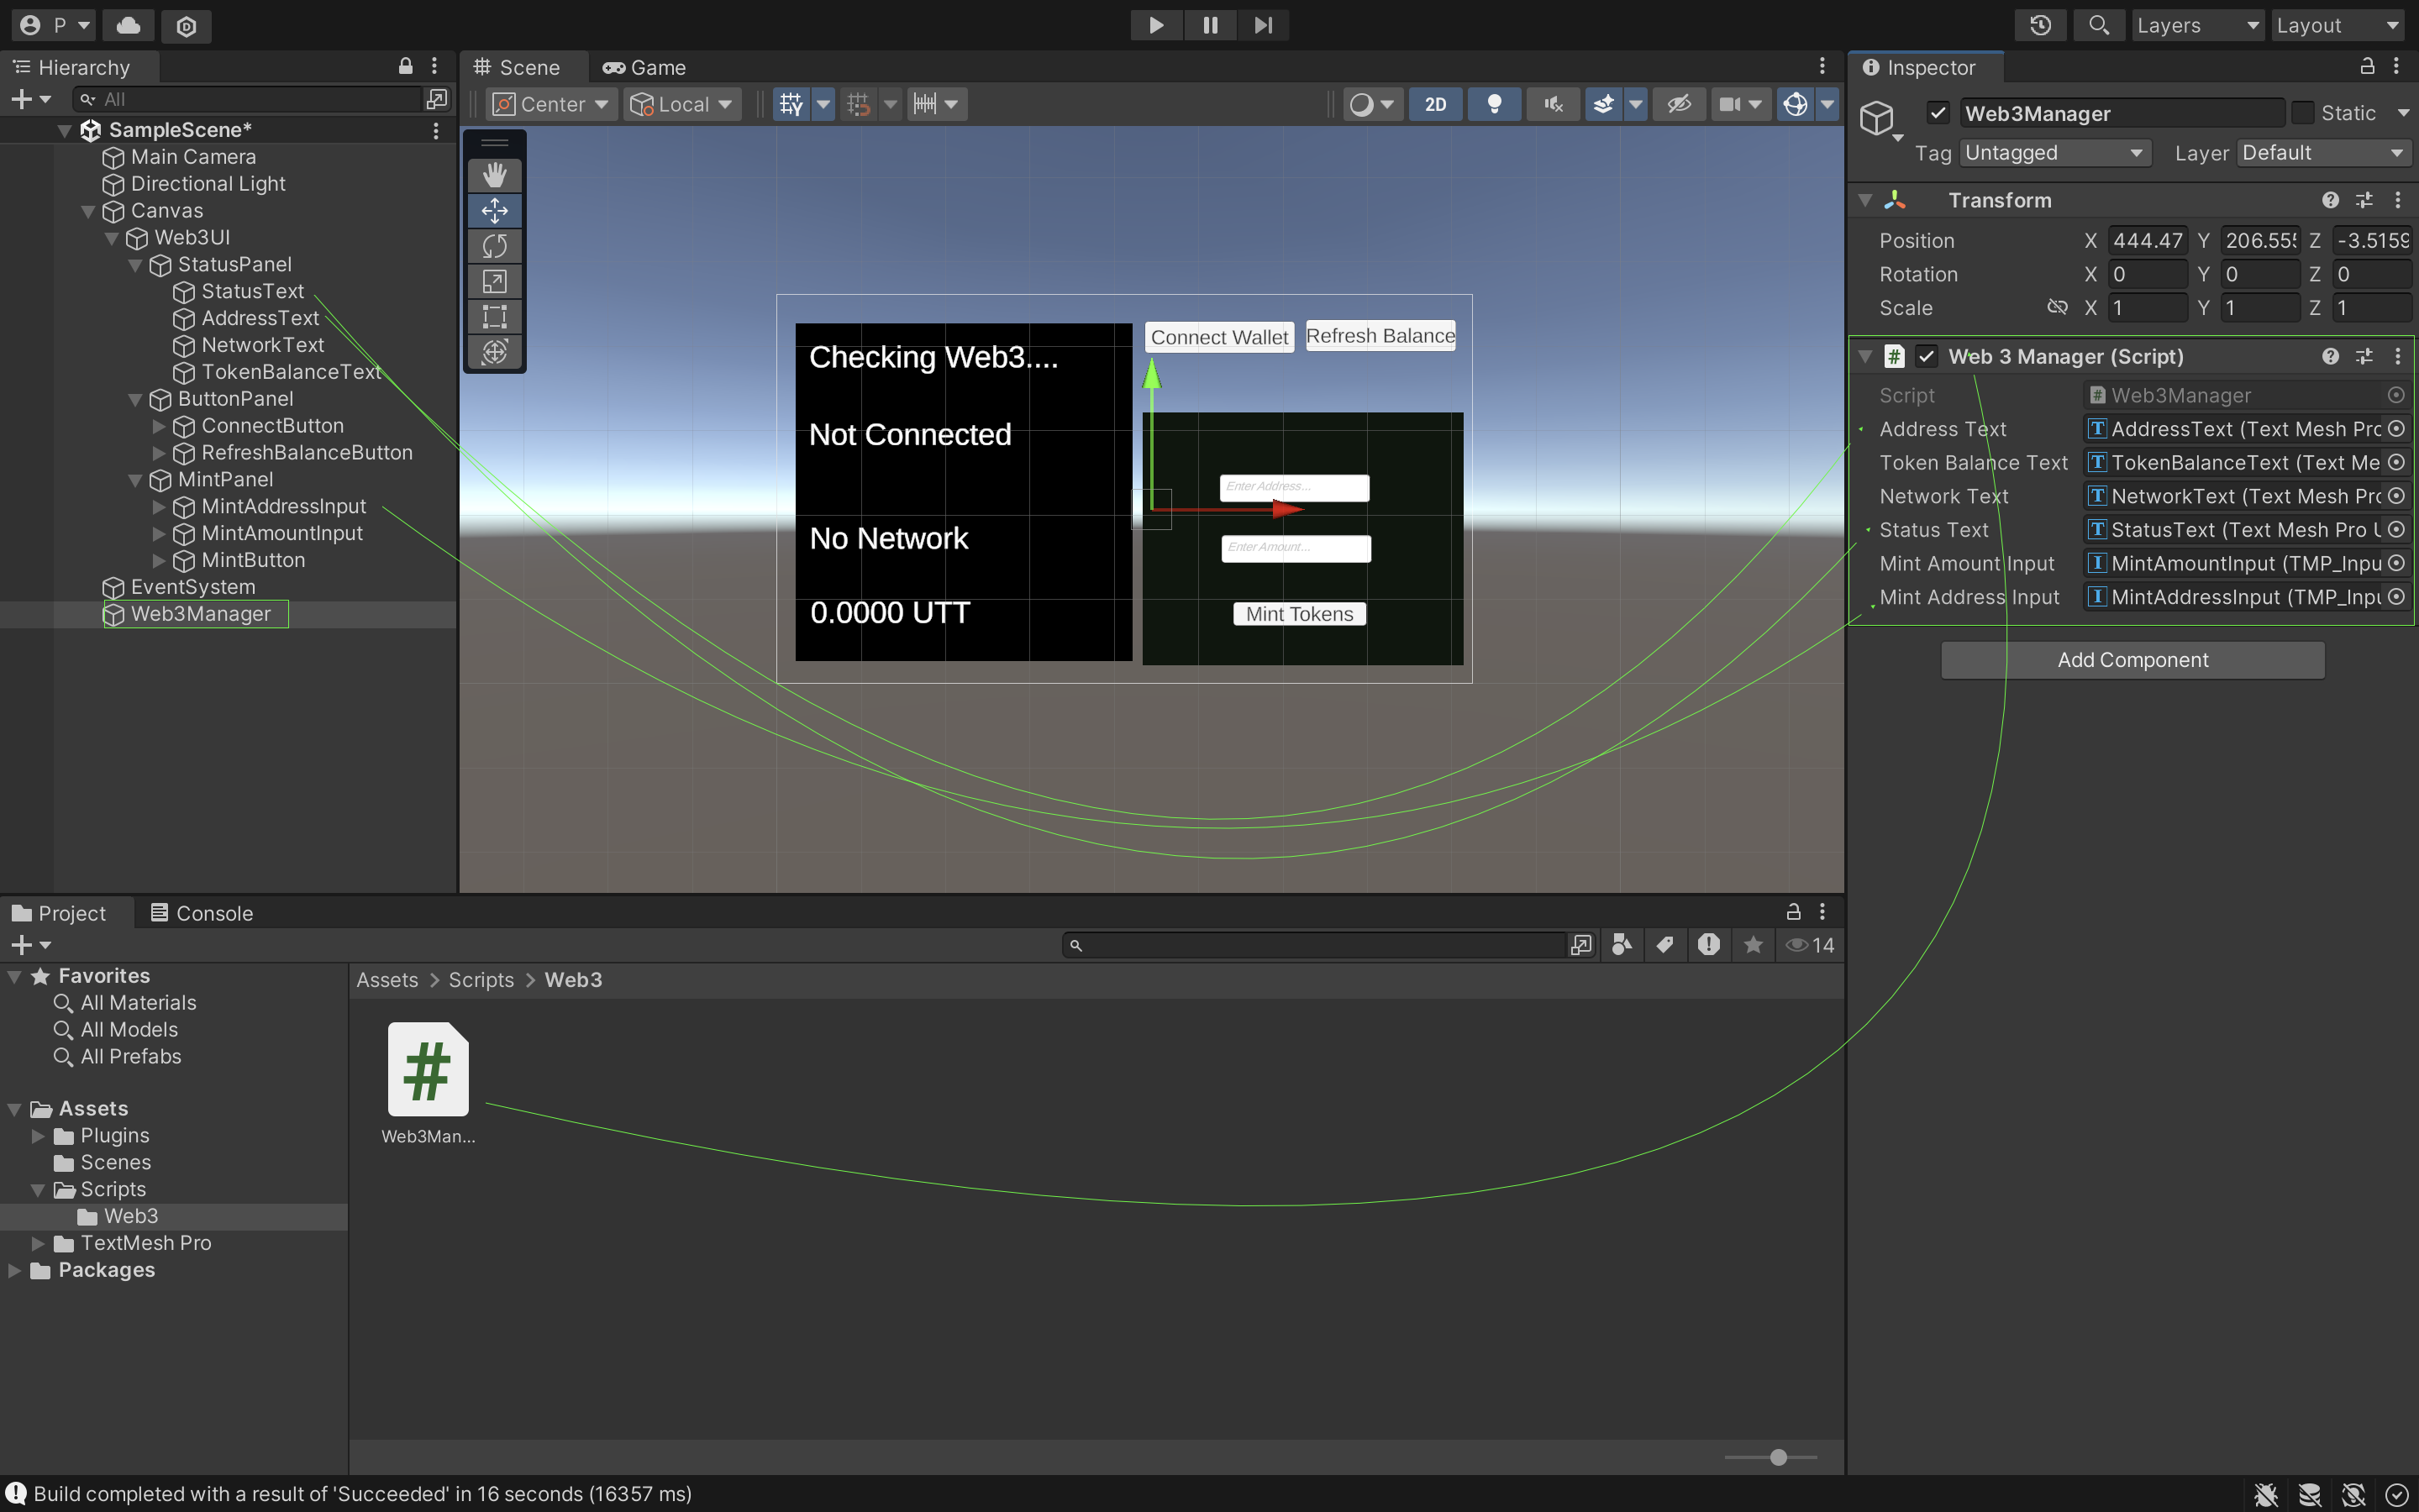 P
Layers
Layout
Hierarchy
All
SampleScene*
Main Camera
Directional Light
Canvas
Web3UI
StatusPanel
StatusText
AddressText
NetworkText
TokenBalanceText
ButtonPanel
ConnectButton
RefreshBalanceButton
MintPanel
MintAddressInput
MintAmountInput
MintButton
EventSystem
Web3Manager
Scene
Game
Center
Local
2D
Checking Web3....
Not Connected
No Network
0.0000 UTT
Connect Wallet
Refresh Balance
Enter Address...
Enter Amount...
Mint Tokens
Inspector
Web3Manager
Static
Tag
Untagged
Layer
Default
Transform
Position X 444.47 Y 206.55 Z -3.5159
Rotation X 0 Y 0 Z 0
Scale X 1 Y 1 Z 1
# Web 3 Manager (Script)
Script # Web3Manager
Address Text T AddressText (Text Mesh Pro
Token Balance Text T TokenBalanceText (Text Me
Network Text T NetworkText (Text Mesh Pro
Status Text T StatusText (Text Mesh Pro U
Mint Amount Input I MintAmountInput (TMP_Inpu
Mint Address Input I MintAddressInput (TMP_Inpu
Add Component
Project
Console
14
Favorites
All Materials
All Models
All Prefabs
Assets
Plugins
Scenes
Scripts
Web3
TextMesh Pro
Packages
Assets > Scripts > Web3
#
Web3Man...
Build completed with a result of 'Succeeded' in 16 seconds (16357 ms)